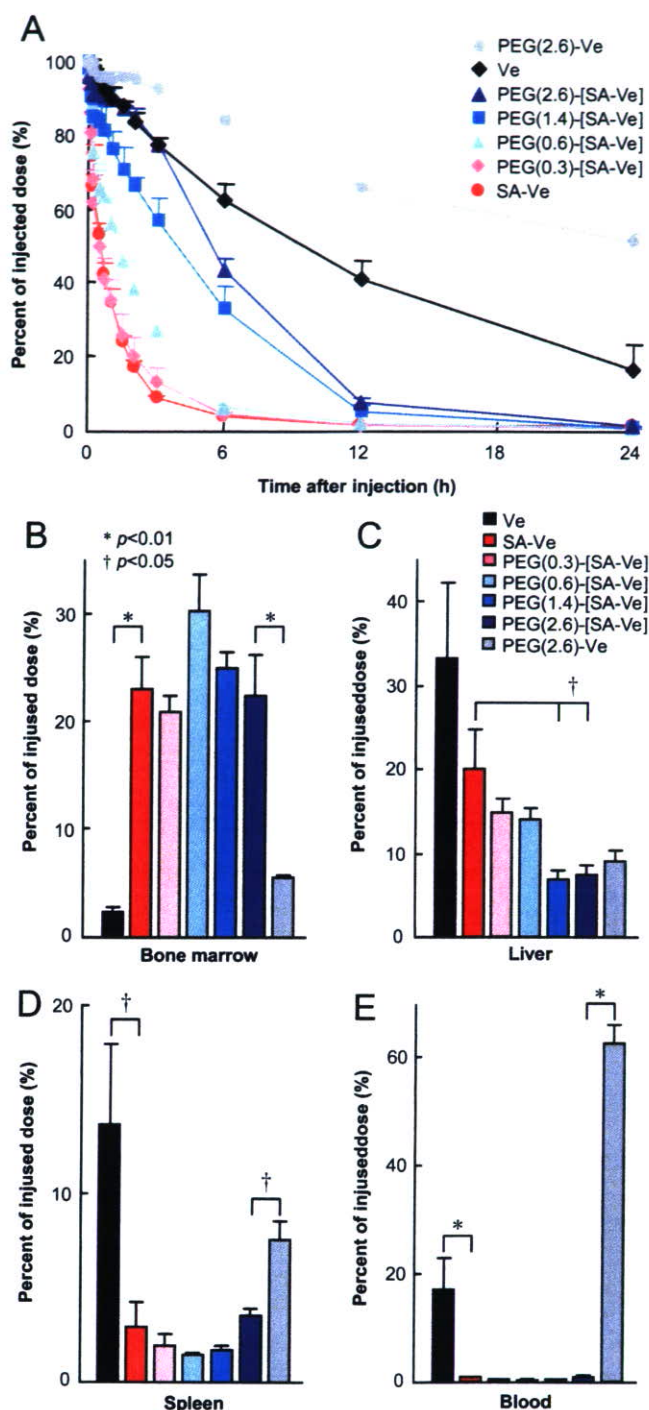 A
Percent of injected dose (%)
100
80
60
40
20
0
0
6
12
18
24
Time after injection (h)
PEG(2.6)-Ve
Ve
PEG(2.6)-[SA-Ve]
PEG(1.4)-[SA-Ve]
PEG(0.6)-[SA-Ve]
PEG(0.3)-[SA-Ve]
SA-Ve
B
* p<0.01
† p<0.05
Percent of injused dose (%)
30
20
10
0
*
*
Bone marrow
C
Ve
SA-Ve
PEG(0.3)-[SA-Ve]
PEG(0.6)-[SA-Ve]
PEG(1.4)-[SA-Ve]
PEG(2.6)-[SA-Ve]
PEG(2.6)-Ve
Percent of injuseddose (%)
40
30
20
10
0
†
Liver
D
Percent of injused dose (%)
20
10
0
†
†
Spleen
E
Percent of injuseddose (%)
60
40
20
0
*
*
Blood